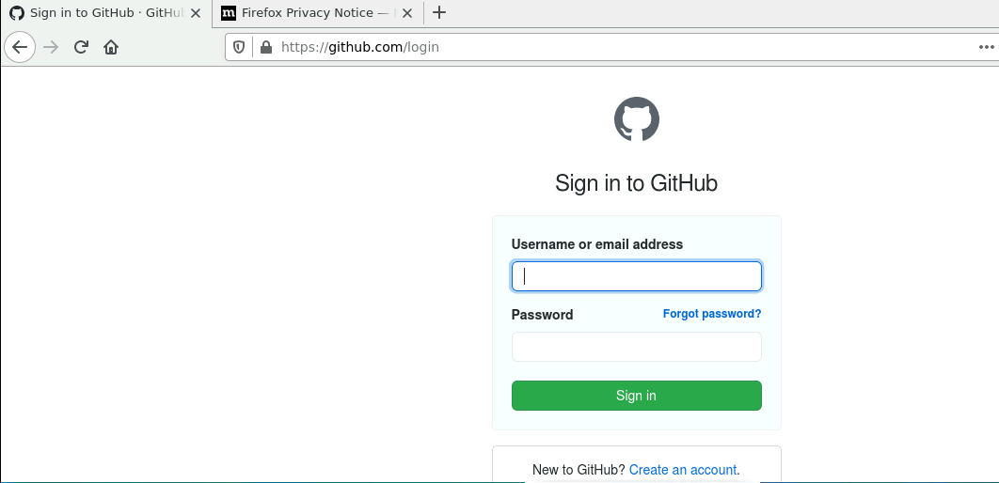 Sign in to GitHub · GitHu
Firefox Privacy Notice —
https://github.com/login
Sign in to GitHub
Username or email address
Password
Forgot password?
Sign in
New to GitHub? Create an account.